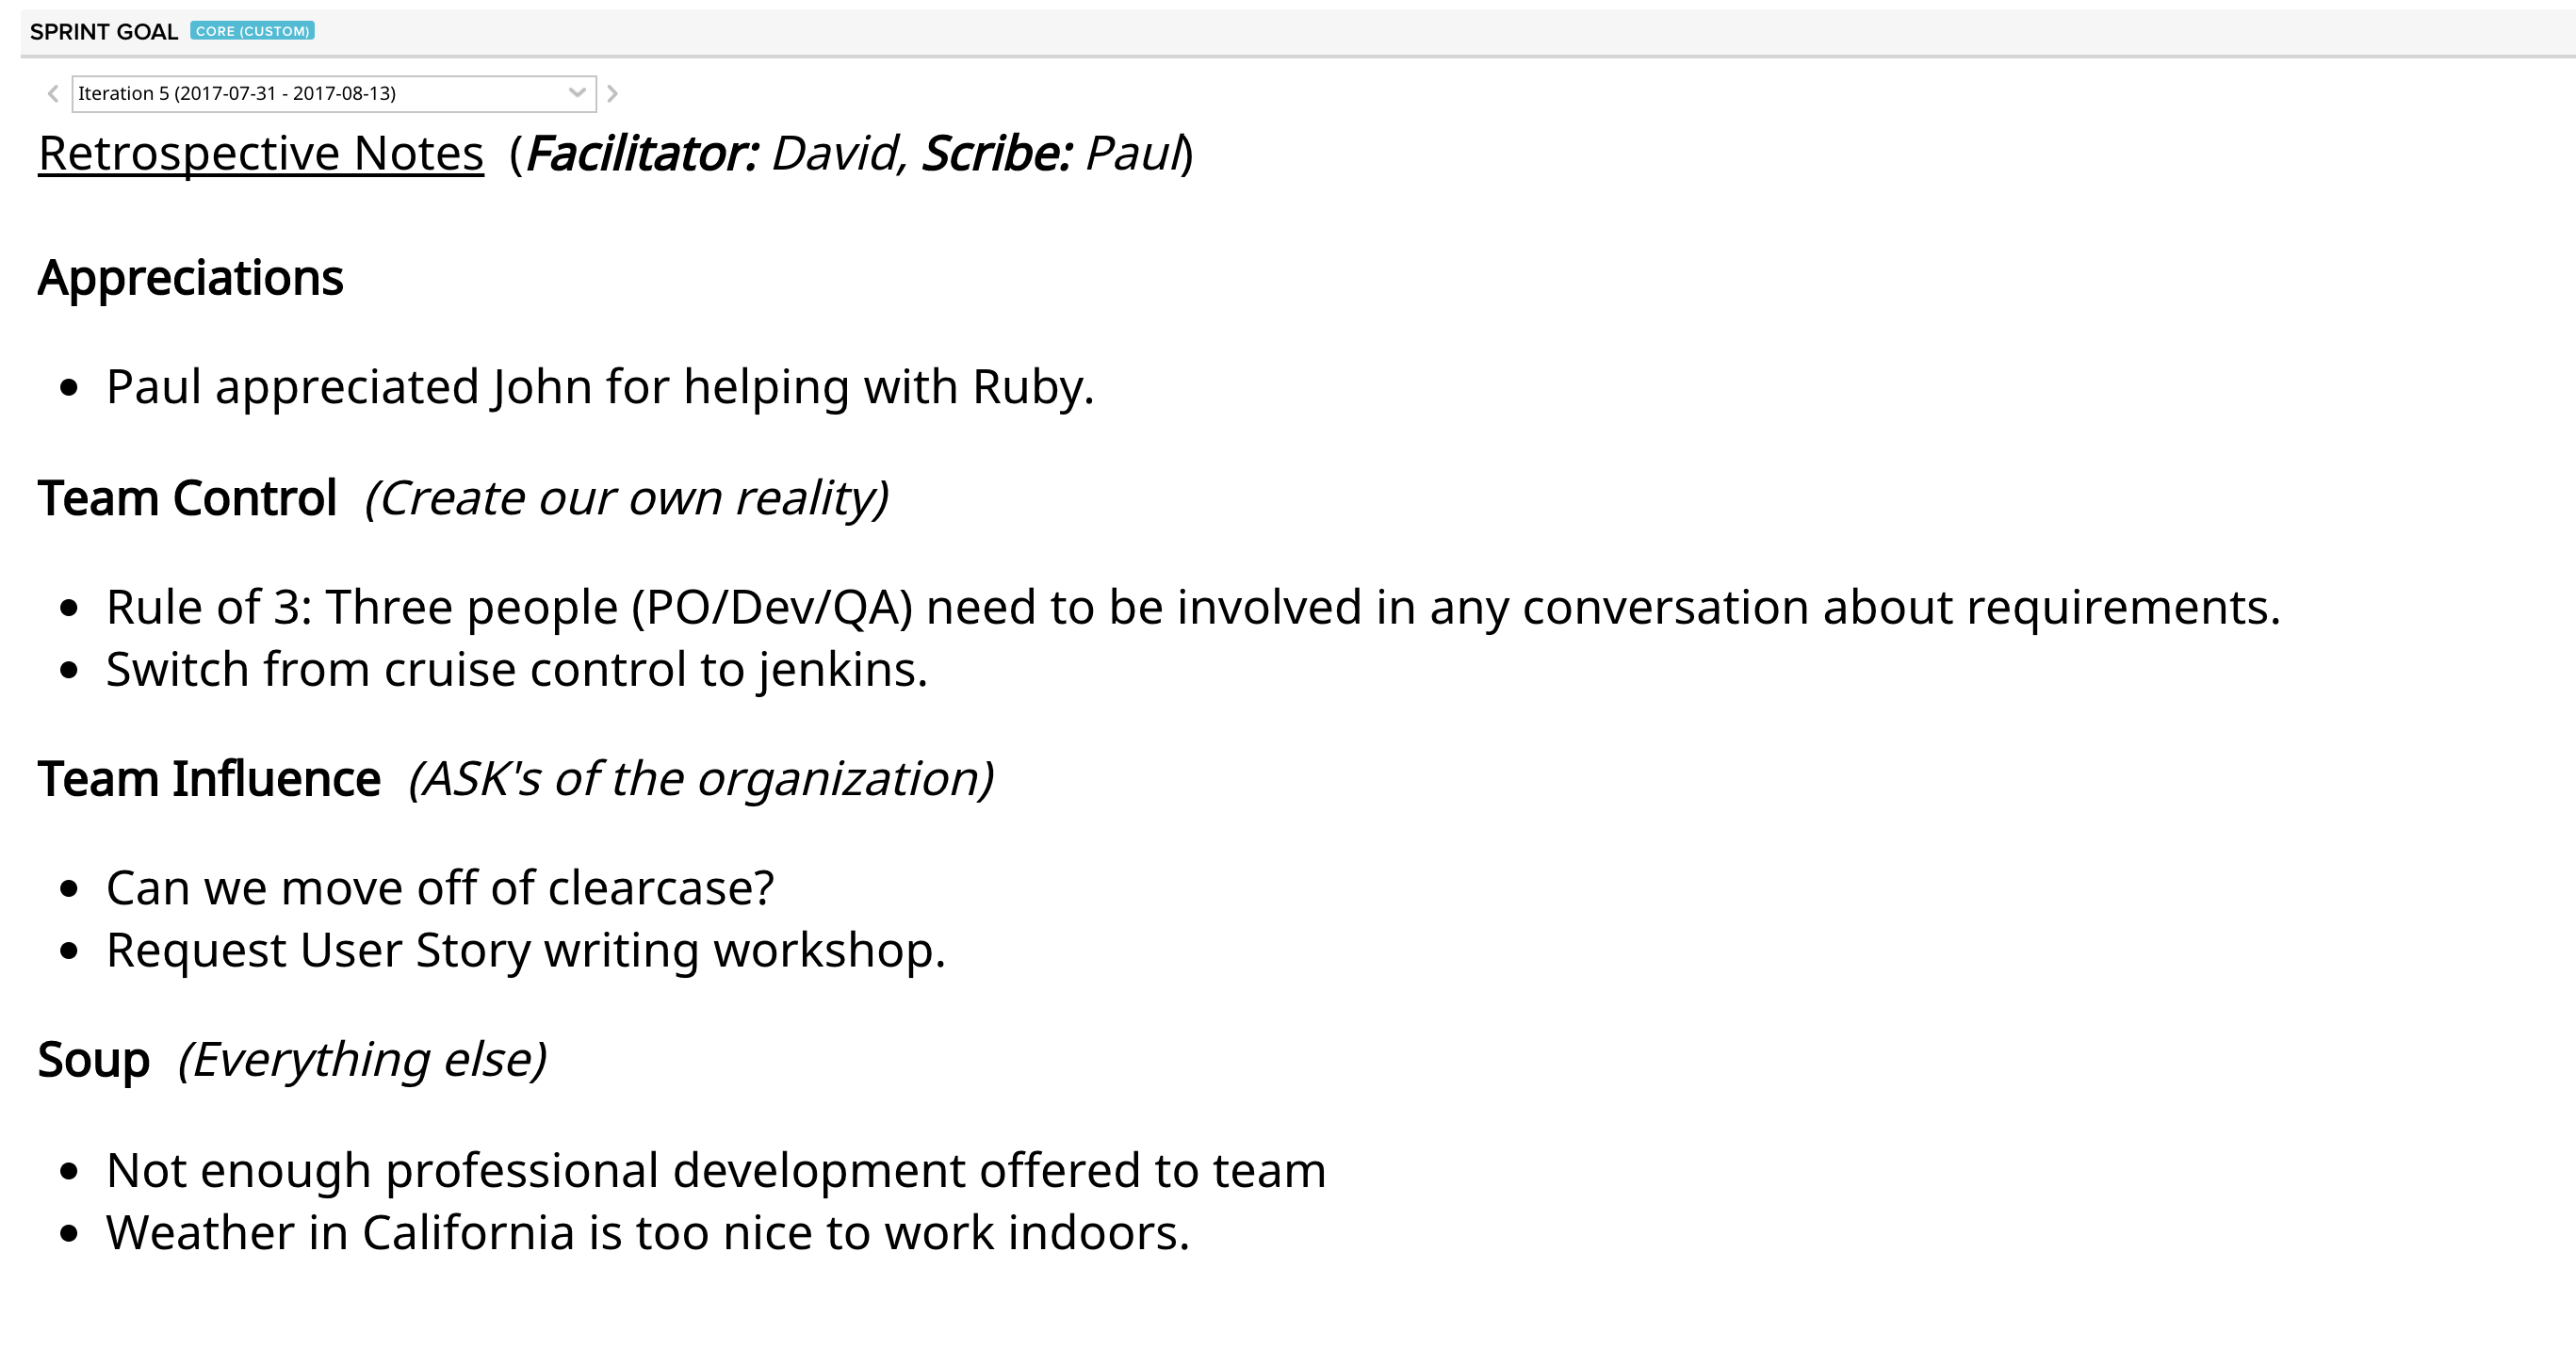 SPRINT GOAL CORE (CUSTOM)
Iteration 5 (2017-07-31 - 2017-08-13)
Retrospective Notes (Facilitator: David, Scribe: Paul)
Appreciations
• Paul appreciated John for helping with Ruby.
Team Control (Create our own reality)
• Rule of 3: Three people (PO/Dev/QA) need to be involved in any conversation about requirements.
• Switch from cruise control to jenkins.
Team Influence (ASK's of the organization)
• Can we move off of clearcase?
• Request User Story writing workshop.
Soup (Everything else)
• Not enough professional development offered to team
• Weather in California is too nice to work indoors.